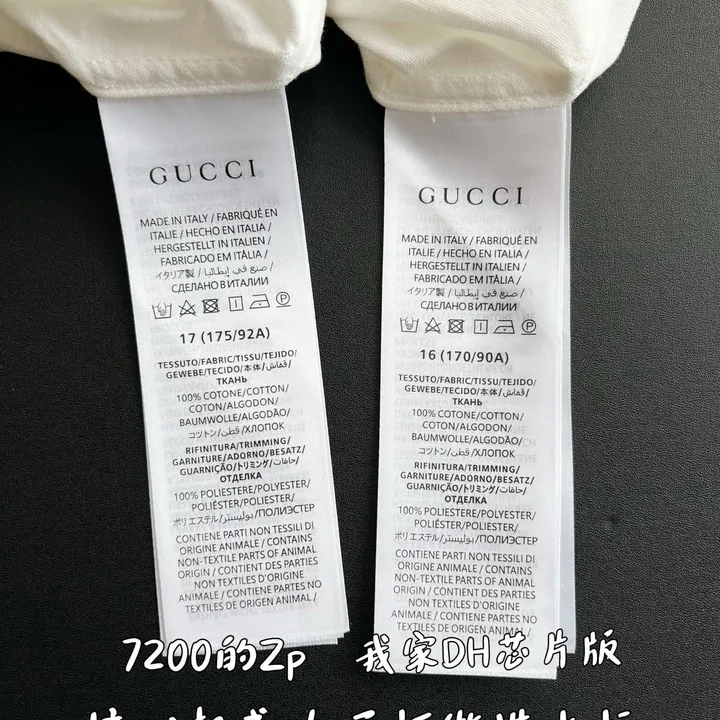 GUCCI
MADE IN ITALY / FABRIQUÉ EN
ITALIE / HECHO EN ITALIA /
HERGESTELLT IN ITALIEN /
FABRICADO EM ITÁLIA /
イタリア製 / صنع في إيطاليا /
СДЕЛАНО В ИТАЛИИ
17 (175/92A)
TESSUTO/FABRIC/TISSU/TEJIDO/
GEWEBE/TECIDO/本体/قماش/
ТКАНЬ
100% COTONE/COTTON/
COTON/ALGODON/
BAUMWOLLE/ALGODÃO/
コットン/قطن/ХЛОПОК
RIFINITURA/TRIMMING/
GARNITURE/ADORNO/BESATZ/
GUARNIÇÃO/トリミング/حافات/
ОТДЕЛКА
100% POLIESTERE/POLYESTER/
POLIÉSTER/POLYESTER/
ポリエステル/بوليستر/ПОЛИЭСТЕР
CONTIENE PARTI NON TESSILI DI
ORIGINE ANIMALE / CONTAINS
NON-TEXTILE PARTS OF ANIMAL
ORIGIN / CONTIENT DES PARTIES
NON TEXTILES D'ORIGINE
ANIMALE / CONTIENE PARTES NO
TEXTILES DE ORIGEN ANIMAL /
GUCCI
MADE IN ITALY / FABRIQUÉ EN
ITALIE / HECHO EN ITALIA /
HERGESTELLT IN ITALIEN /
FABRICADO EM ITÁLIA /
イタリア製 / صنع في إيطاليا /
СДЕЛАНО В ИТАЛИИ
16 (170/90A)
TESSUTO/FABRIC/TISSU/TEJIDO/
GEWEBE/TECIDO/本体/قماش/
ТКАНЬ
100% COTONE/COTTON/
COTON/ALGODON/
BAUMWOLLE/ALGODÃO/
コットン/قطن/ХЛОПОК
RIFINITURA/TRIMMING/
GARNITURE/ADORNO/BESATZ/
GUARNIÇÃO/トリミング/حافات/
ОТДЕЛКА
100% POLIESTERE/POLYESTER/
POLIÉSTER/POLYESTER/
ポリエステル/بوليستر/ПОЛИЭСТЕР
CONTIENE PARTI NON TESSILI DI
ORIGINE ANIMALE / CONTAINS
NON-TEXTILE PARTS OF ANIMAL
ORIGIN / CONTIENT DES PARTIES
NON TEXTILES D'ORIGINE
ANIMALE / CONTIENE PARTES NO
TEXTILES DE ORIGEN ANIMAL /
7200的Zp 我家DH芯片版